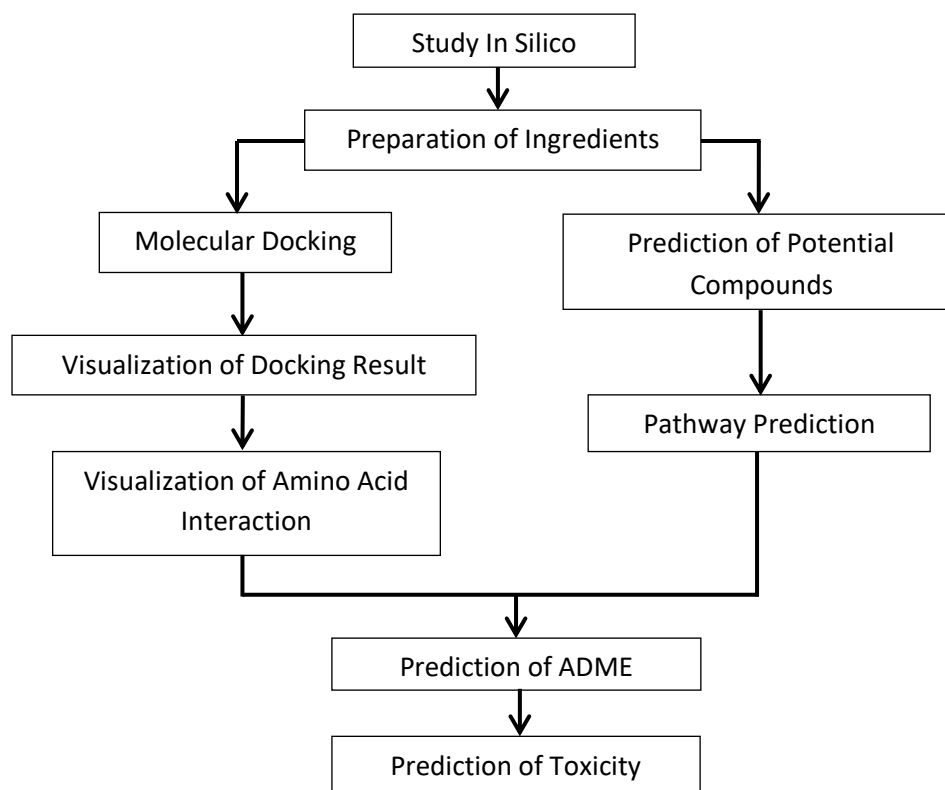 Study In Silico
Preparation of Ingredients
Molecular Docking
Visualization of Docking Result
Visualization of Amino Acid
Interaction
Prediction of Potential
Compounds
Pathway Prediction
Prediction of ADME
Prediction of Toxicity